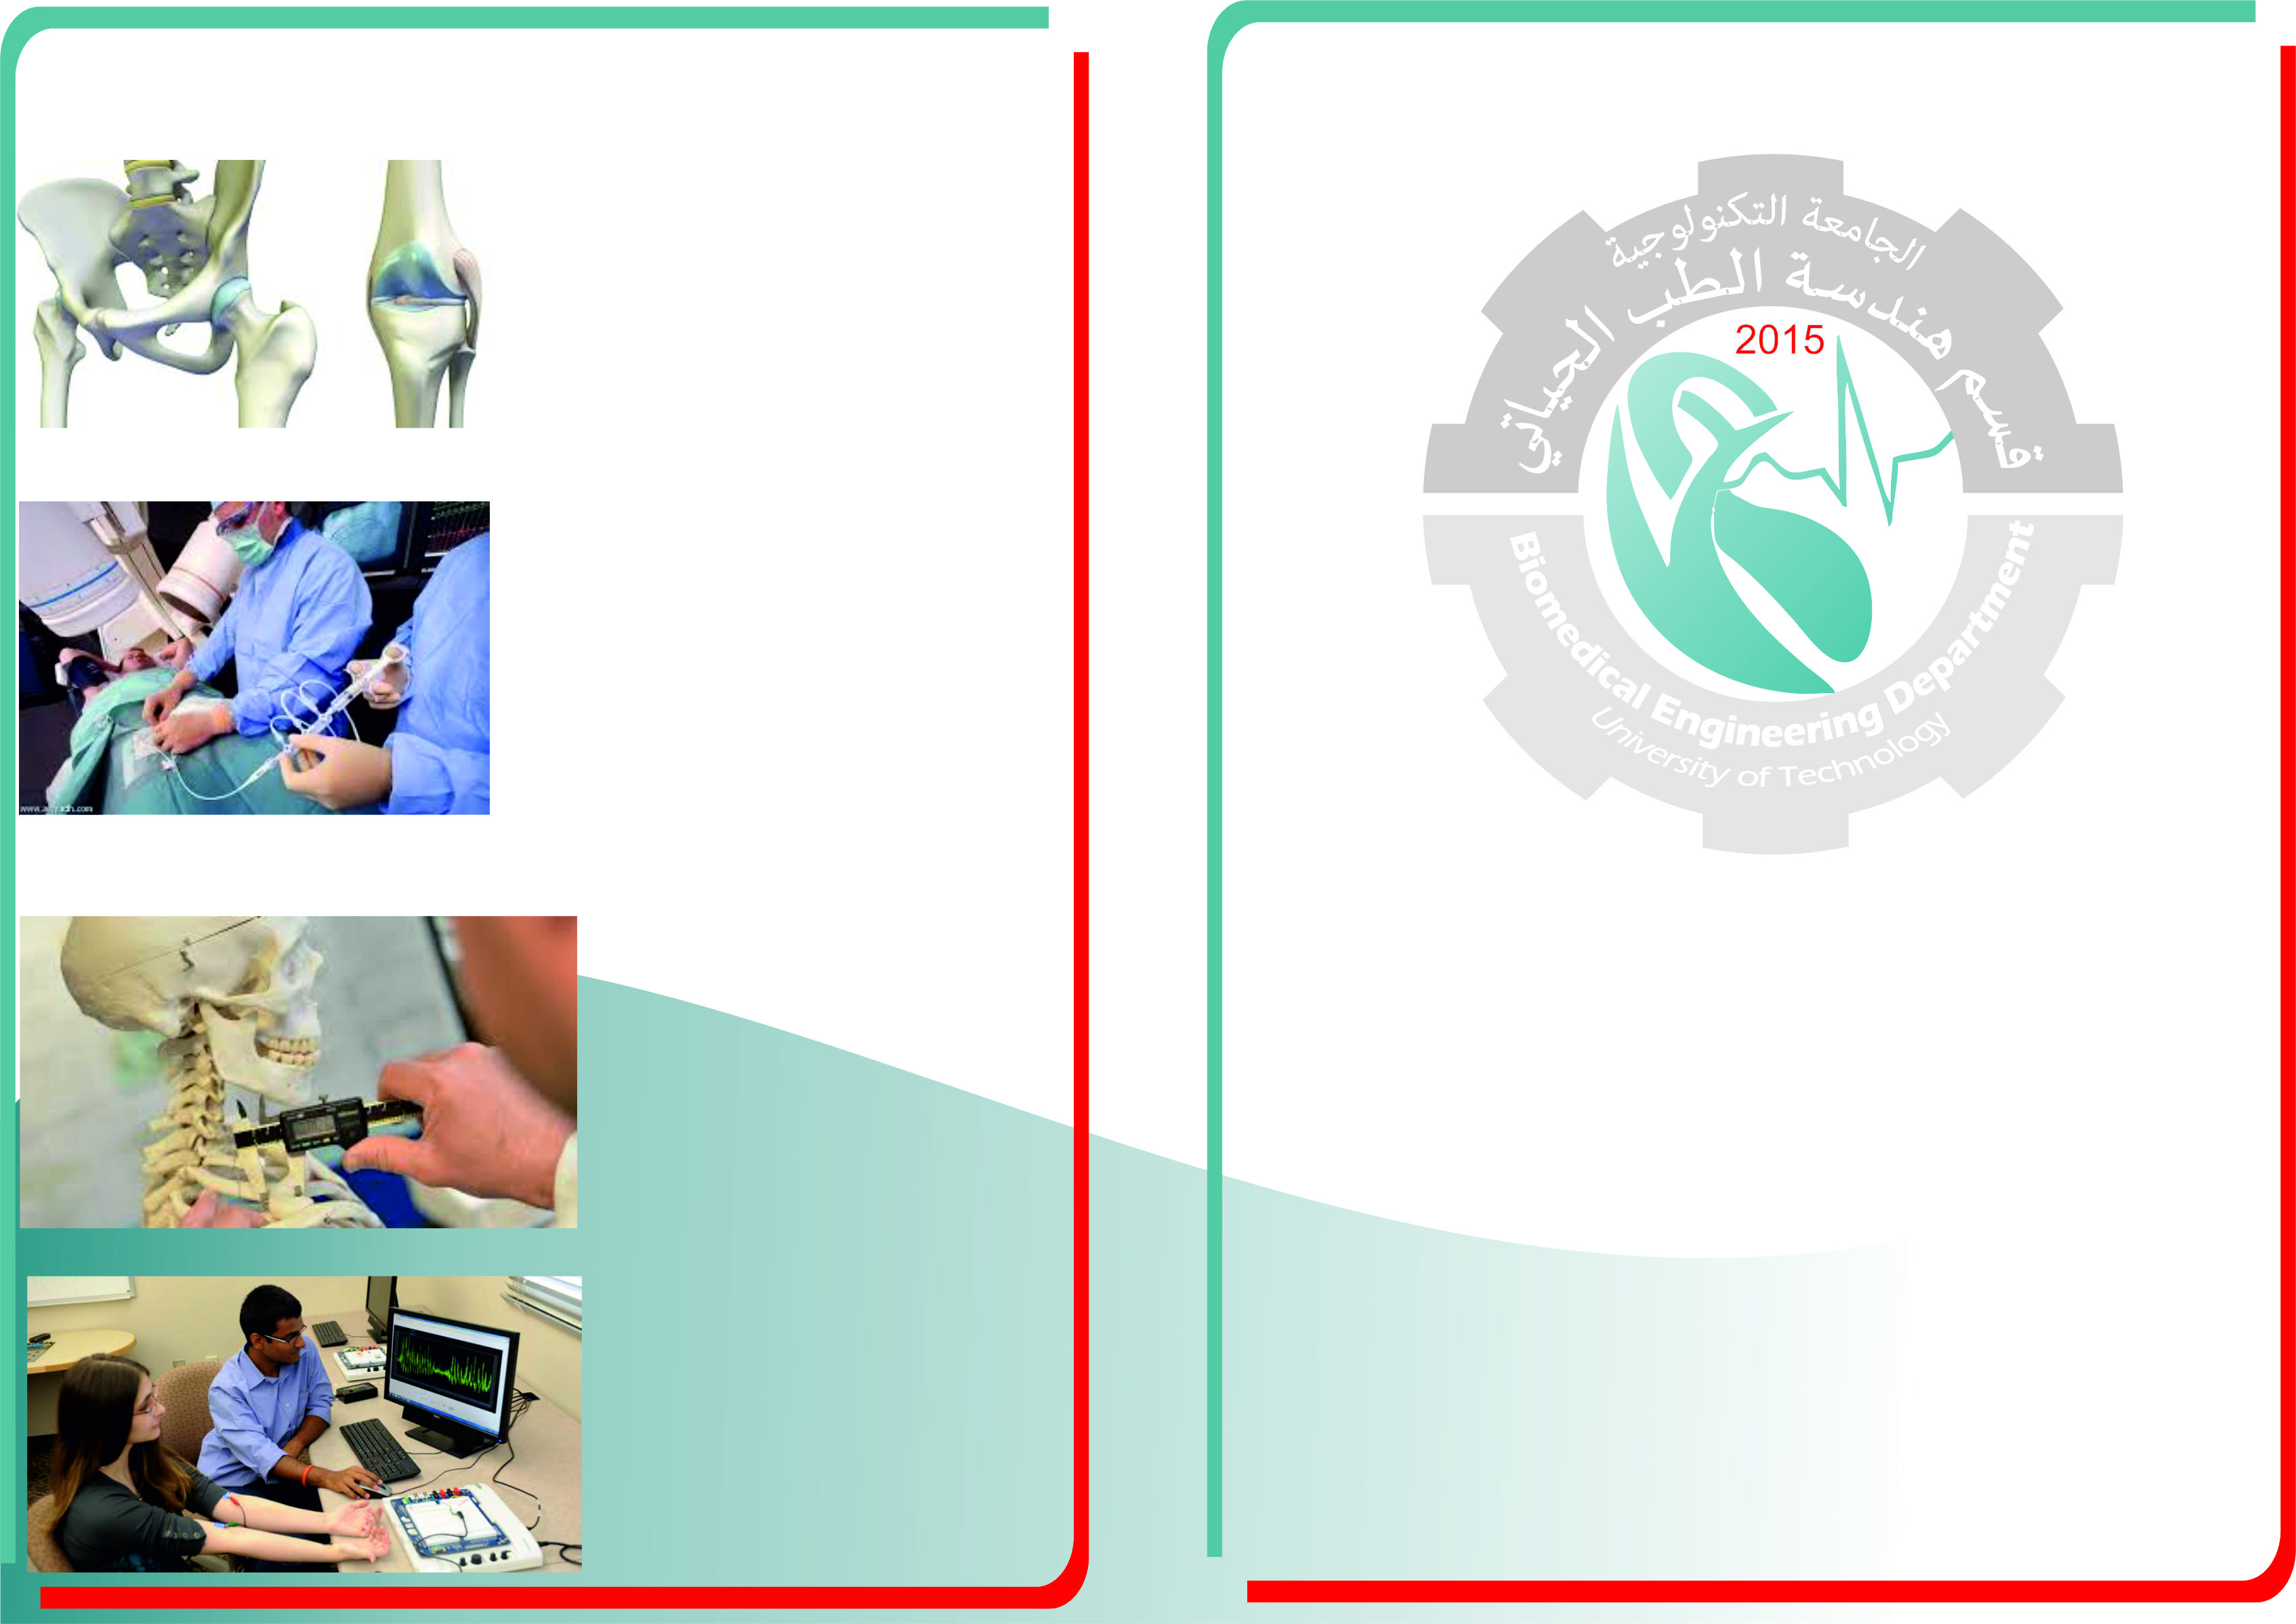 الجامعة التكنولوجية
قسم هندسة الطب الحياتي
2015
Biomedical Engineering Department
University of Technology